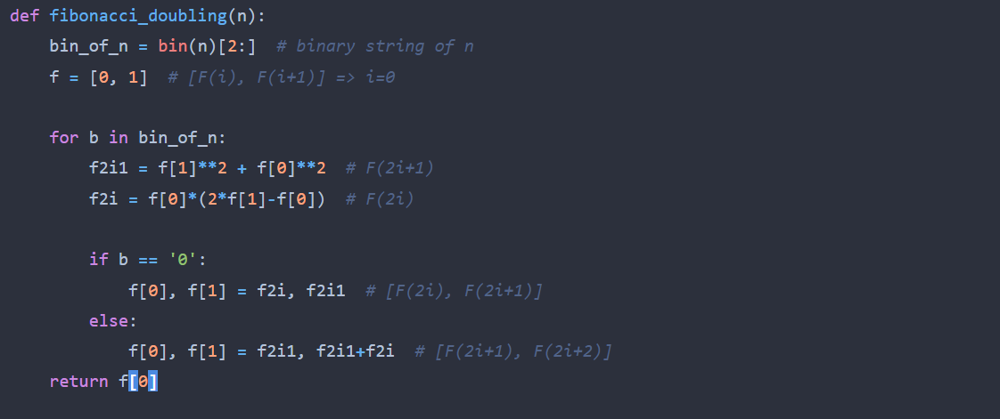 def fibonacci_doubling(n):
    bin_of_n = bin(n)[2:]  # binary string of n
    f = [0, 1]  # [F(i), F(i+1)] => i=0

    for b in bin_of_n:
        f2i1 = f[1]**2 + f[0]**2  # F(2i+1)
        f2i = f[0]*(2*f[1]-f[0])  # F(2i)

        if b == '0':
            f[0], f[1] = f2i, f2i1  # [F(2i), F(2i+1)]
        else:
            f[0], f[1] = f2i1, f2i1+f2i  # [F(2i+1), F(2i+2)]
    return f[0]